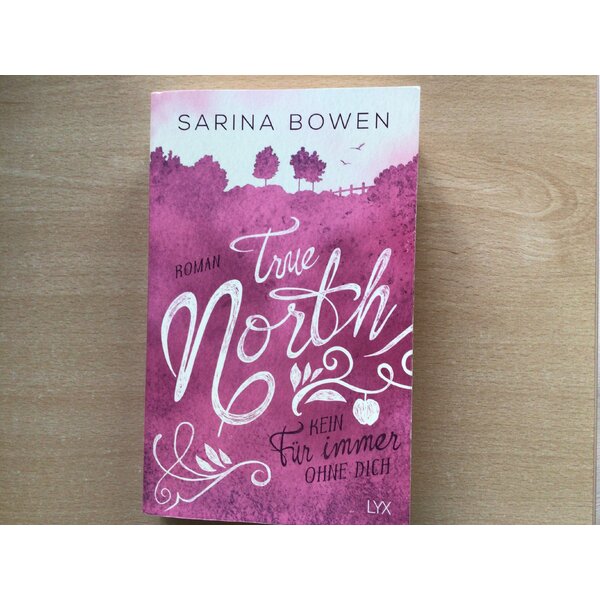 SARINA BOWEN
ROMAN
True
North
KEIN
Für immer
OHNE DICH
LYX